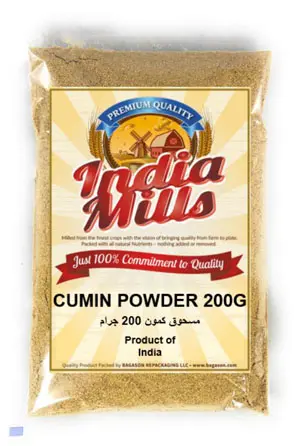 PREMIUM QUALITY
India
Mills
Milled from the finest crops with the vision of bringing quality from farm to plate.
Packed with all natural Nutrients – nothing added or removed.
Just 100% Commitment to Quality
CUMIN POWDER 200G
مسحوق كمون 200 جرام
Product of
India
Quality Product Packed by BAGASON REPACKAGING LLC - www.bagason.com